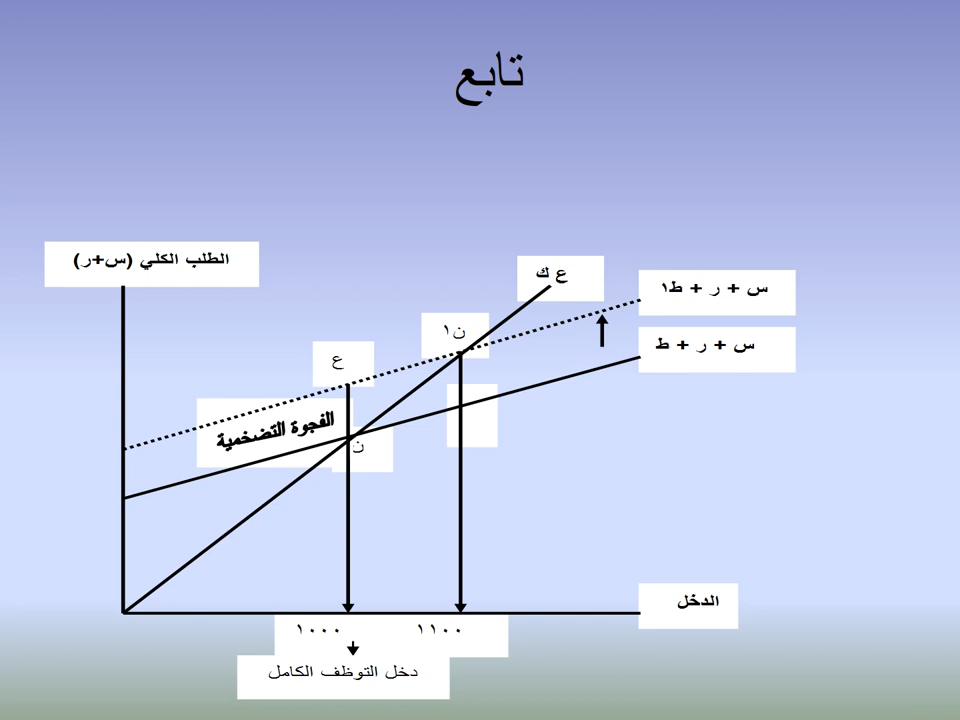 تابع
الطلب الكلي (س+ر)
ع ك
س + ر + ط١
ن١
س + ر + ط
ع
الفجوة التضخمية
ن
الدخل
١٠٠٠
١١٠٠
دخل التوظف الكامل